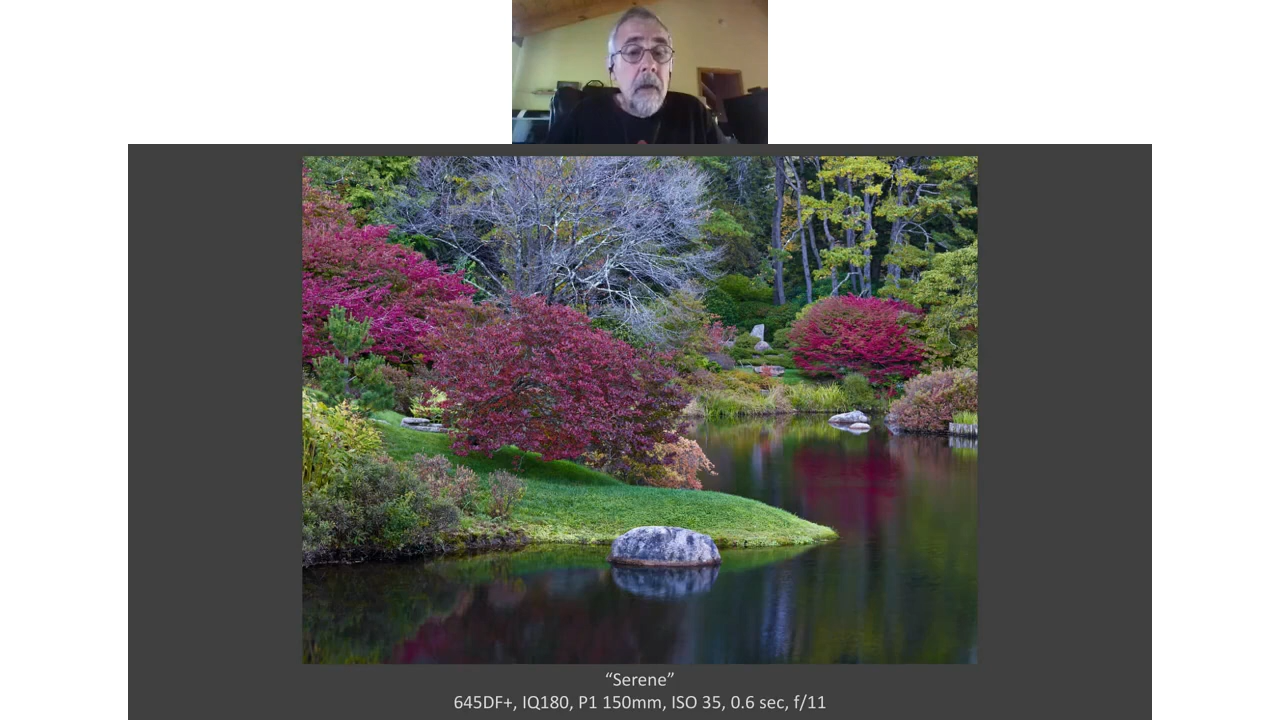 “Serene”
645DF+, IQ180, P1 150mm, ISO 35, 0.6 sec, f/11